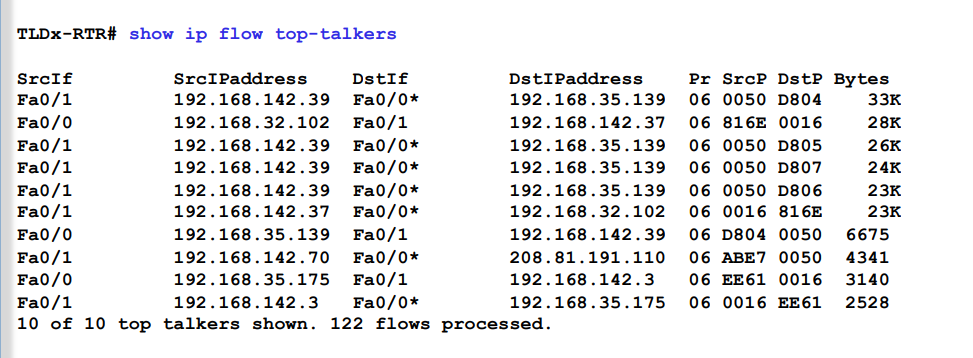 TLDx-RTR# show ip flow top-talkers
SrcIf SrcIPaddress DstIf DstIPaddress Pr SrcP DstP Bytes
Fa0/1 192.168.142.39 Fa0/0* 192.168.35.139 06 0050 D804 33K
Fa0/0 192.168.32.102 Fa0/1 192.168.142.37 06 816E 0016 28K
Fa0/1 192.168.142.39 Fa0/0* 192.168.35.139 06 0050 D805 26K
Fa0/1 192.168.142.39 Fa0/0* 192.168.35.139 06 0050 D807 24K
Fa0/1 192.168.142.39 Fa0/0* 192.168.35.139 06 0050 D806 23K
Fa0/1 192.168.142.37 Fa0/0* 192.168.32.102 06 0016 816E 23K
Fa0/0 192.168.35.139 Fa0/1 192.168.142.39 06 D804 0050 6675
Fa0/1 192.168.142.70 Fa0/0* 208.81.191.110 06 ABE7 0050 4341
Fa0/0 192.168.35.175 Fa0/1 192.168.142.3 06 EE61 0016 3140
Fa0/1 192.168.142.3 Fa0/0* 192.168.35.175 06 0016 EE61 2528
10 of 10 top talkers shown. 122 flows processed.